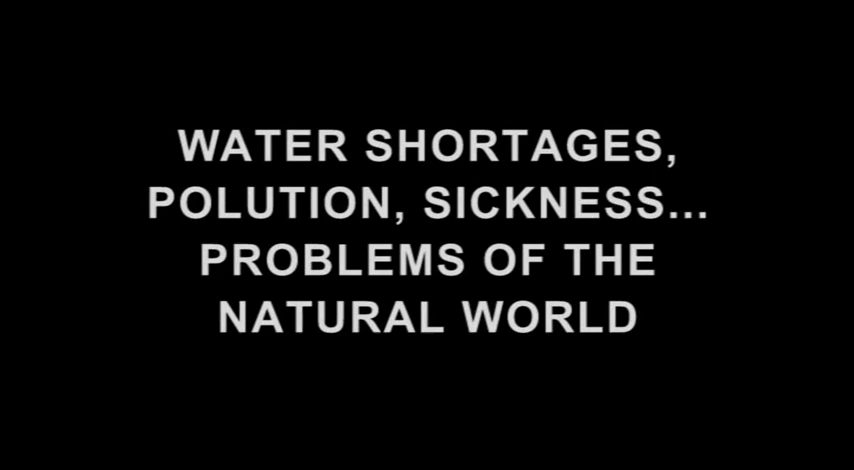 WATER SHORTAGES,
POLUTION, SICKNESS...
PROBLEMS OF THE
NATURAL WORLD